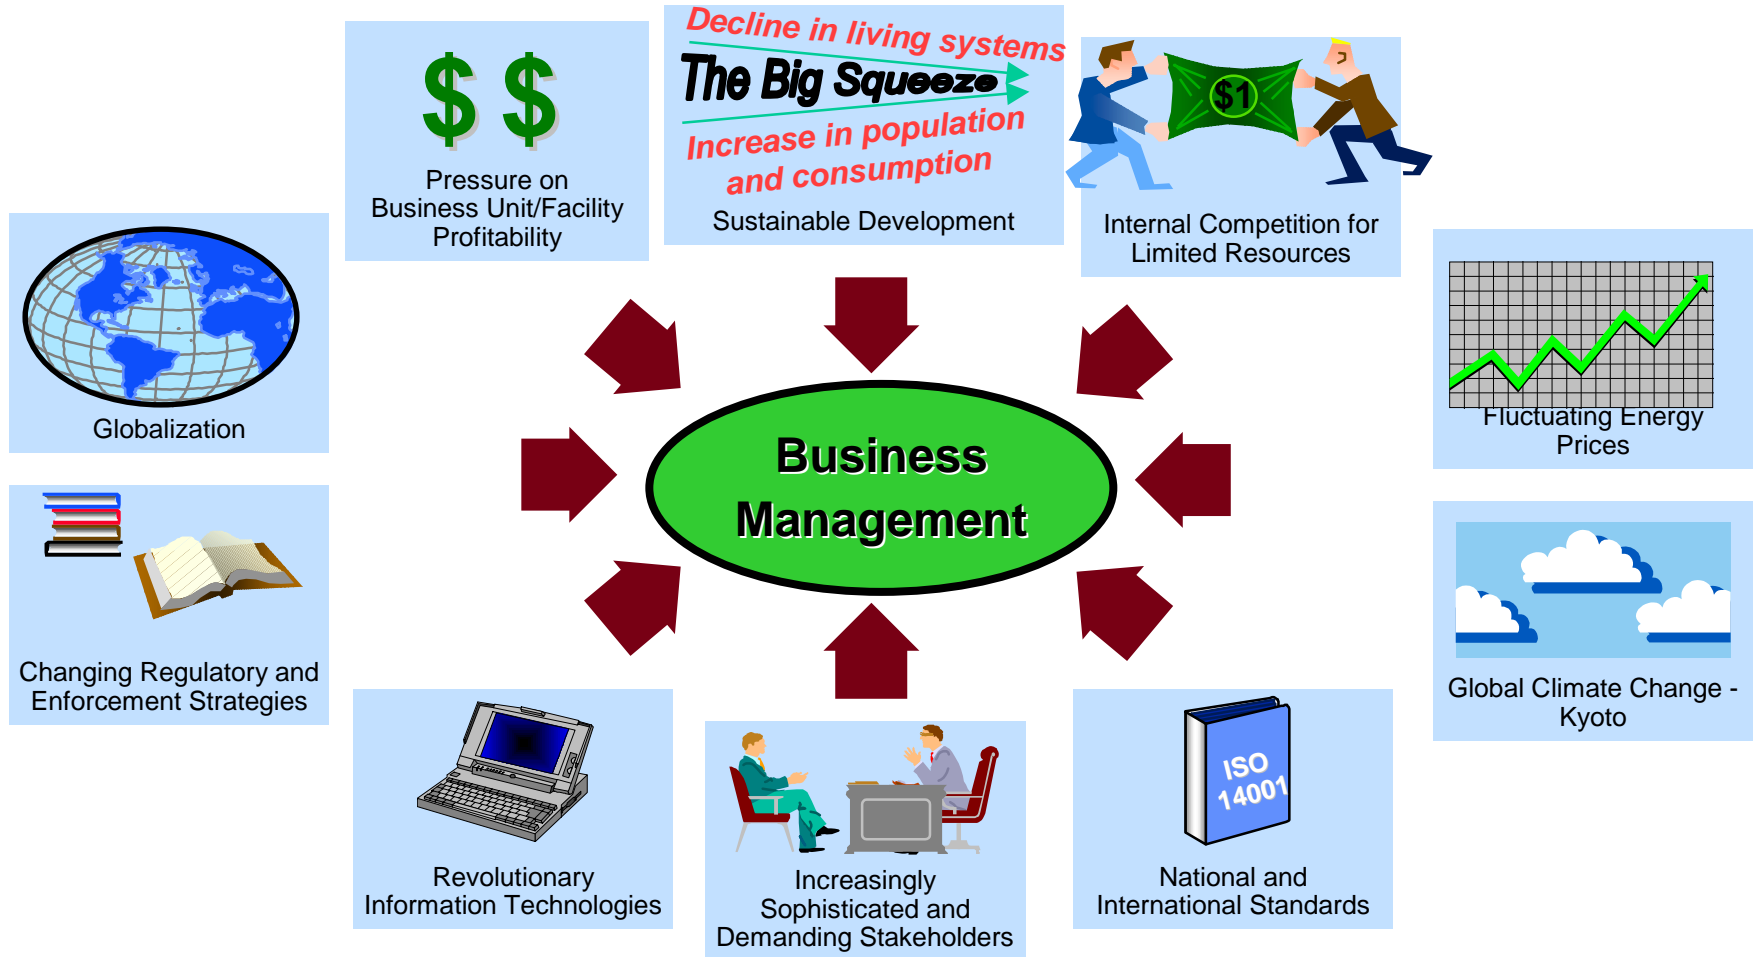 $ $
Pressure on
Business Unit/Facility
Profitability
Decline in living systems
The Big Squeeze
Increase in population
and consumption
Sustainable Development
$1
Internal Competition for
Limited Resources
Globalization
Fluctuating Energy
Prices
Business
Management
Changing Regulatory and
Enforcement Strategies
Global Climate Change -
Kyoto
Revolutionary
Information Technologies
Increasingly
Sophisticated and
Demanding Stakeholders
ISO
14001
National and
International Standards